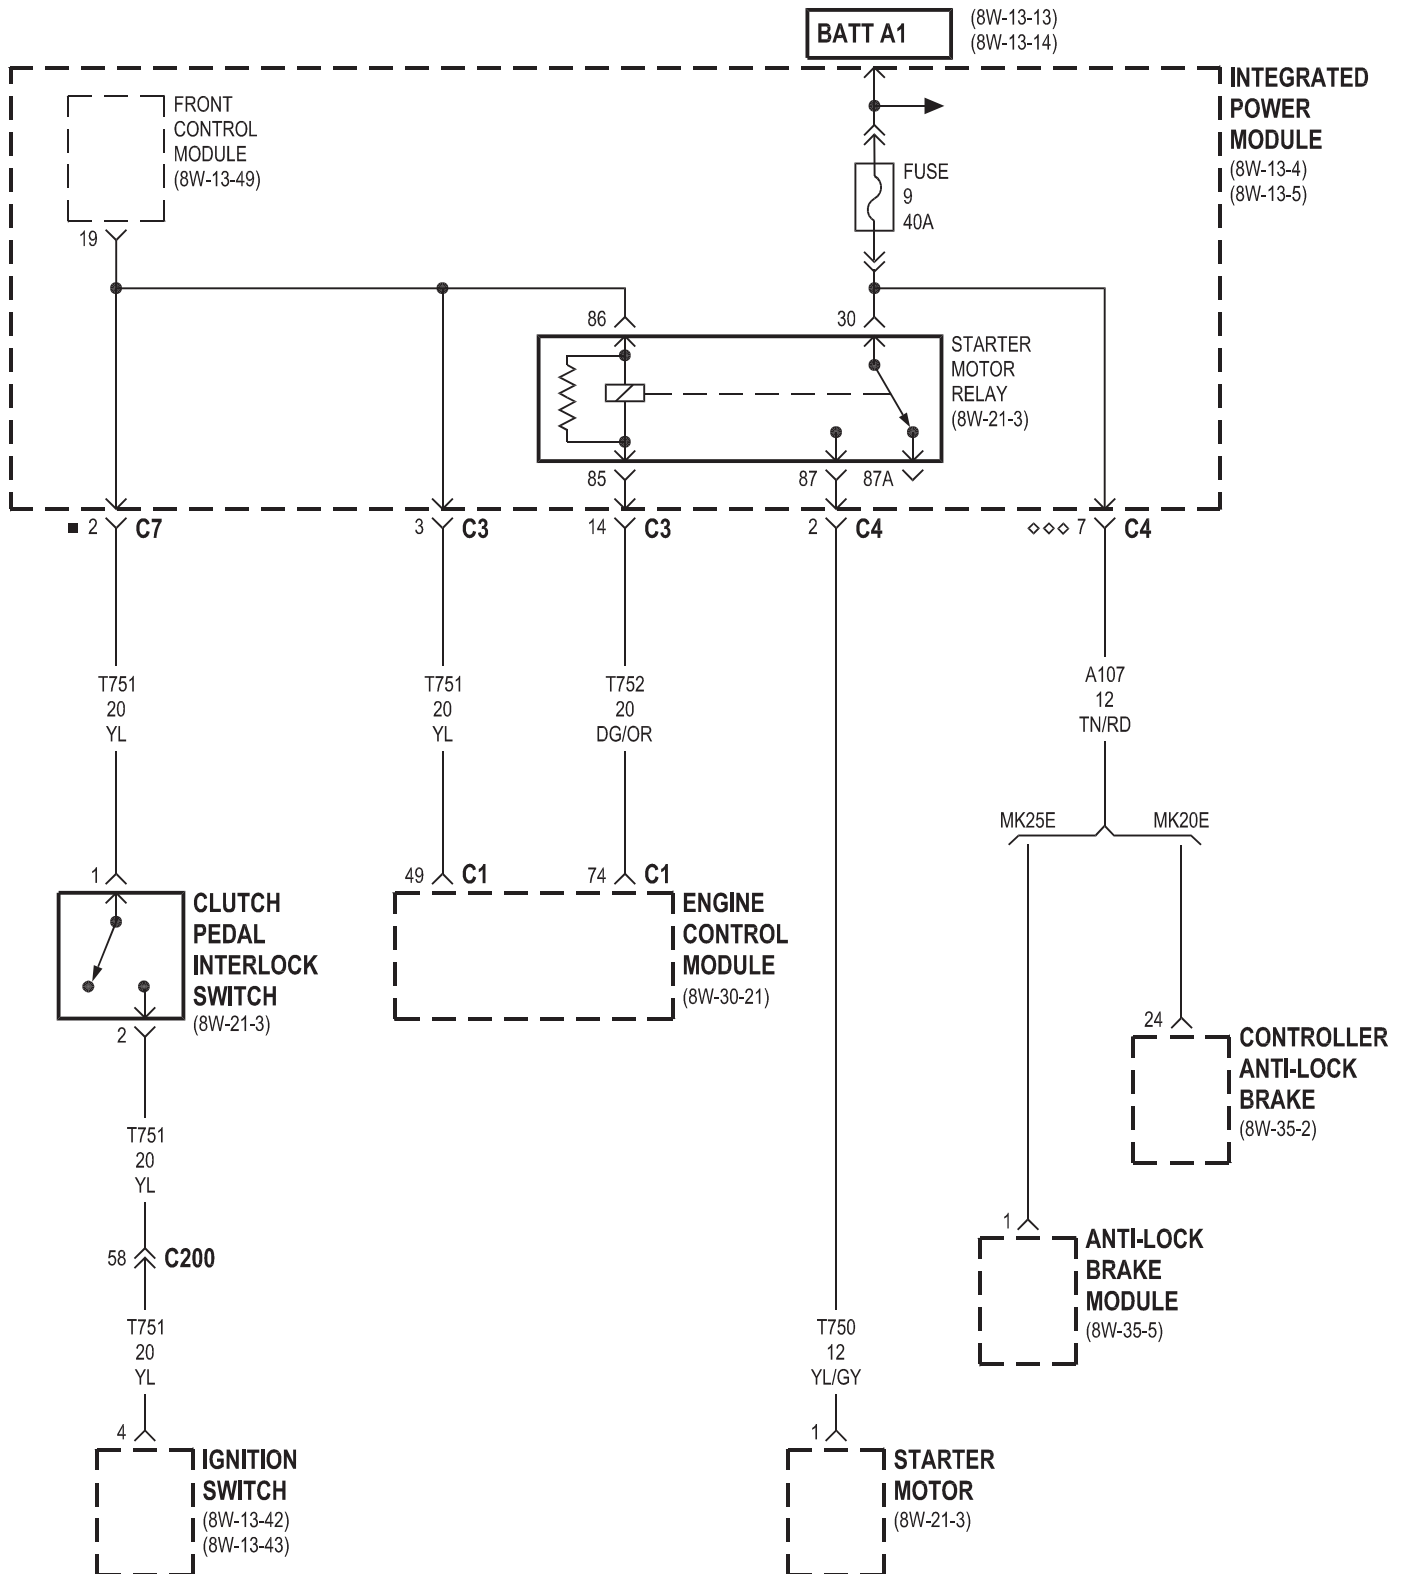 BATT A1
(8W-13-13)
(8W-13-14)
INTEGRATED
POWER
MODULE
(8W-13-4)
(8W-13-5)
FRONT
CONTROL
MODULE
(8W-13-49)
19
FUSE
9
40A
86
30
STARTER
MOTOR
RELAY
(8W-21-3)
85
87
87A
2 C7
3 C3
14 C3
2 C4
7 C4
T751
20
YL
T751
20
YL
T752
20
DG/OR
A107
12
TN/RD
MK25E
MK20E
1
CLUTCH
PEDAL
INTERLOCK
SWITCH
(8W-21-3)
2
49 C1
74 C1
ENGINE
CONTROL
MODULE
(8W-30-21)
24
CONTROLLER
ANTI-LOCK
BRAKE
(8W-35-2)
T751
20
YL
58 C200
T751
20
YL
1
ANTI-LOCK
BRAKE
MODULE
(8W-35-5)
T750
12
YL/GY
4
IGNITION
SWITCH
(8W-13-42)
(8W-13-43)
1
STARTER
MOTOR
(8W-21-3)